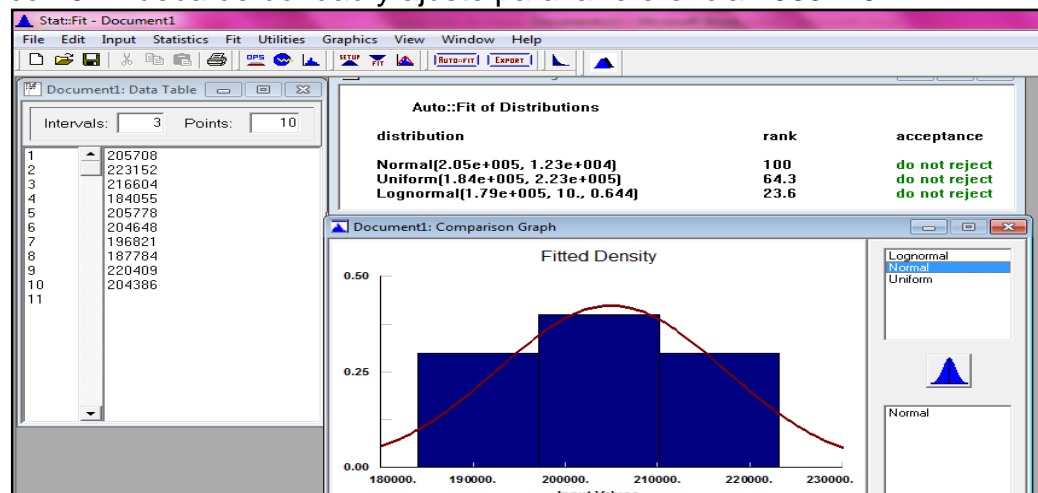 Stat::Fit - Document1
File Edit Input Statistics Fit Utilities Graphics View Window Help
OPS SETUP FIT AUTO::FIT EXPORT
Document1: Data Table
Intervals: 3 Points: 10
1 205708
2 223152
3 216604
4 184055
5 205778
6 204648
7 196821
8 187784
9 220409
10 204386
11
Auto::Fit of Distributions
distribution rank acceptance
Normal(2.05e+005, 1.23e+004) 100 do not reject
Uniform(1.84e+005, 2.23e+005) 64.3 do not reject
Lognormal(1.79e+005, 10., 0.644) 23.6 do not reject
Document1: Comparison Graph
Fitted Density
0.50
0.25
0.00
180000. 190000. 200000. 210000. 220000. 230000.
Lognormal
Normal
Uniform
Normal